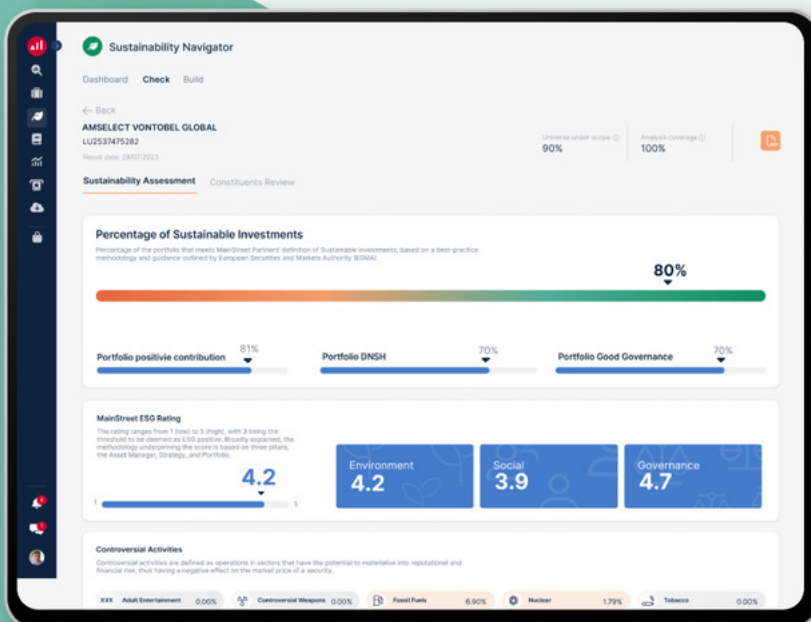 Sustainability Navigator
Dashboard Check Build
← Back
AMSELECT VONTOBEL GLOBAL
LU2537475282
Result date: 28/07/2023
Universe under scope
90%
Analysis coverage
100%
Sustainability Assessment Constituents Review
Percentage of Sustainable Investments
Percentage of the portfolio that meets MainStreet Partners' definition of Sustainable Investments, based on a best-practice
methodology and guidance outlined by European Securities and Markets Authority (ESMA).
80%
Portfolio positivie contribution 81%
Portfolio DNSH 70%
Portfolio Good Governance 70%
MainStreet ESG Rating
The rating ranges from 1 (low) to 5 (high), with 3 being the
threshold to be deemed as ESG positive. Broadly explained, the
methodology underpinning the score is based on three pillars,
the Asset Manager, Strategy, and Portfolio.
4.2
1 5
Environment
4.2
Social
3.9
Governance
4.7
Controversial Activities
Controversial activities are defined as operations in sectors that have the potential to materialise into reputational and
financial risk, thus having a negative effect on the market price of a security.
XXX Adult Entertainment 0.00% Controversial Weapons 0.00% Fossil Fuels 6.90% Nuclear 1.79% Tobacco 0.00%